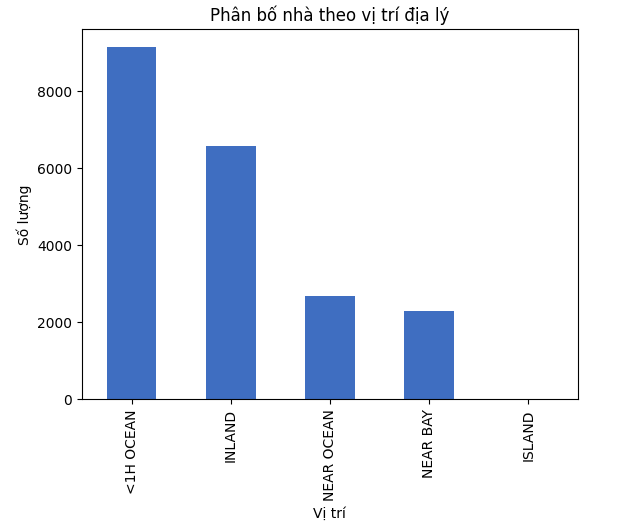 Phân bố nhà theo vị trí địa lý
Số lượng
8000
6000
4000
2000
0
<1H OCEAN
INLAND
NEAR OCEAN
NEAR BAY
ISLAND
Vị trí